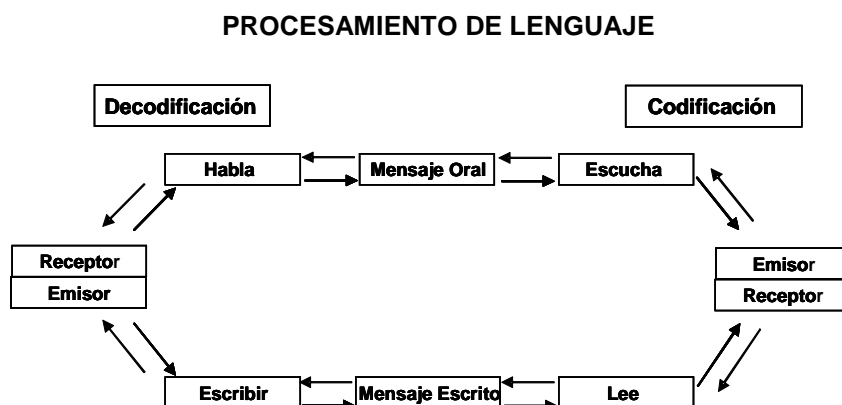 PROCESAMIENTO DE LENGUAJE
Decodificación
Codificación
Habla
Mensaje Oral
Escucha
Receptor
Emisor
Emisor
Receptor
Escribir
Mensaje Escrito
Lee